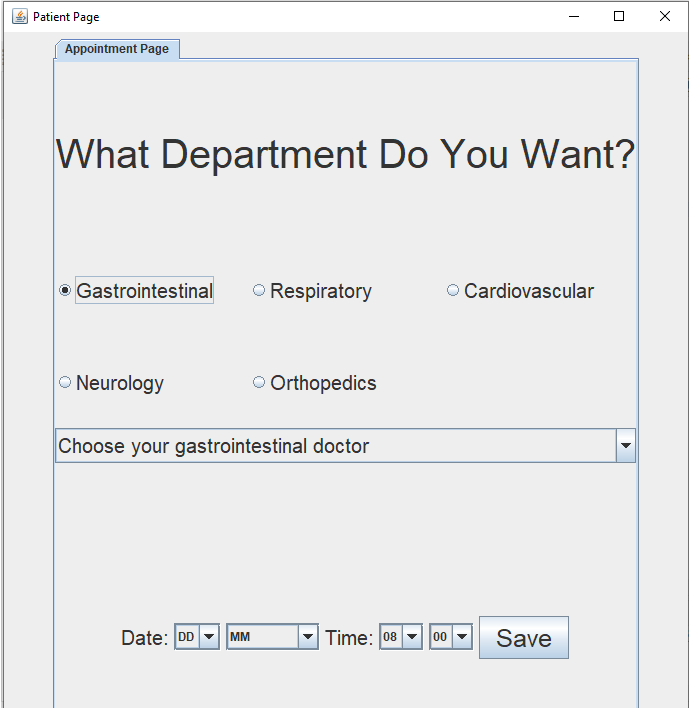 Patient Page
Appointment Page
What Department Do You Want?
Gastrointestinal Respiratory Cardiovascular
Neurology Orthopedics
Choose your gastrointestinal doctor
Date: DD MM Time: 08 00 Save